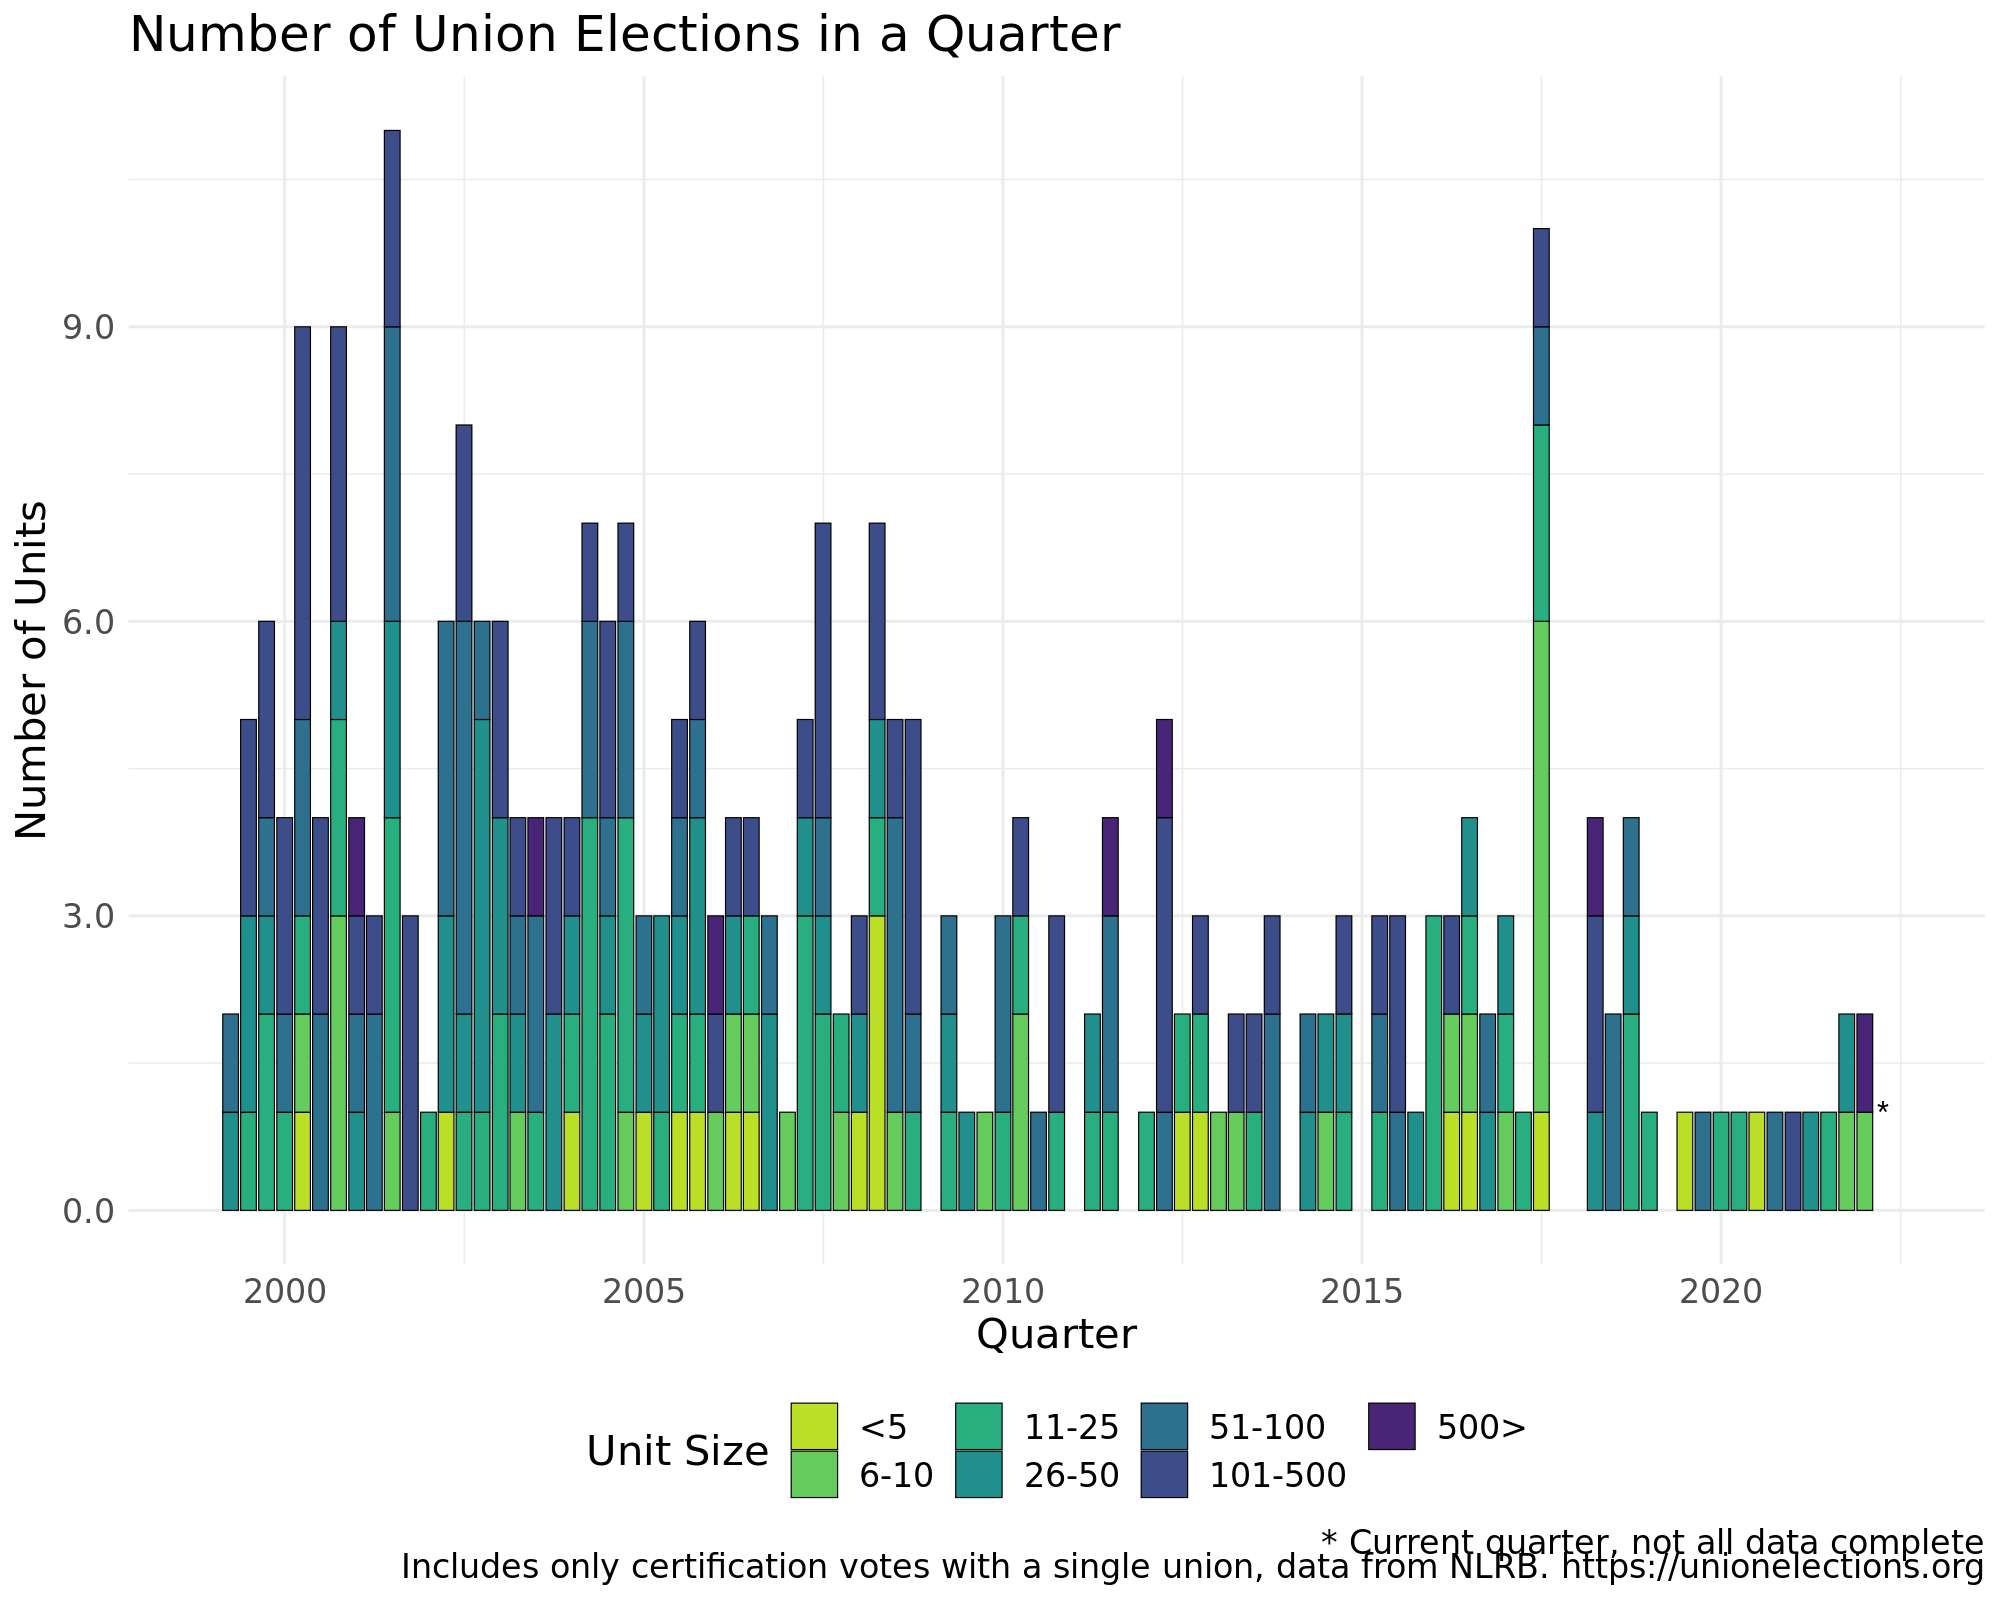 Number of Union Elections in a Quarter
Number of Units
9.0
6.0
3.0
0.0
*
2000 2005 2010 2015 2020
Quarter
Unit Size
<5 11-25 51-100 500>
6-10 26-50 101-500
* Current quarter, not all data complete
Includes only certification votes with a single union, data from NLRB. https://unionelections.org